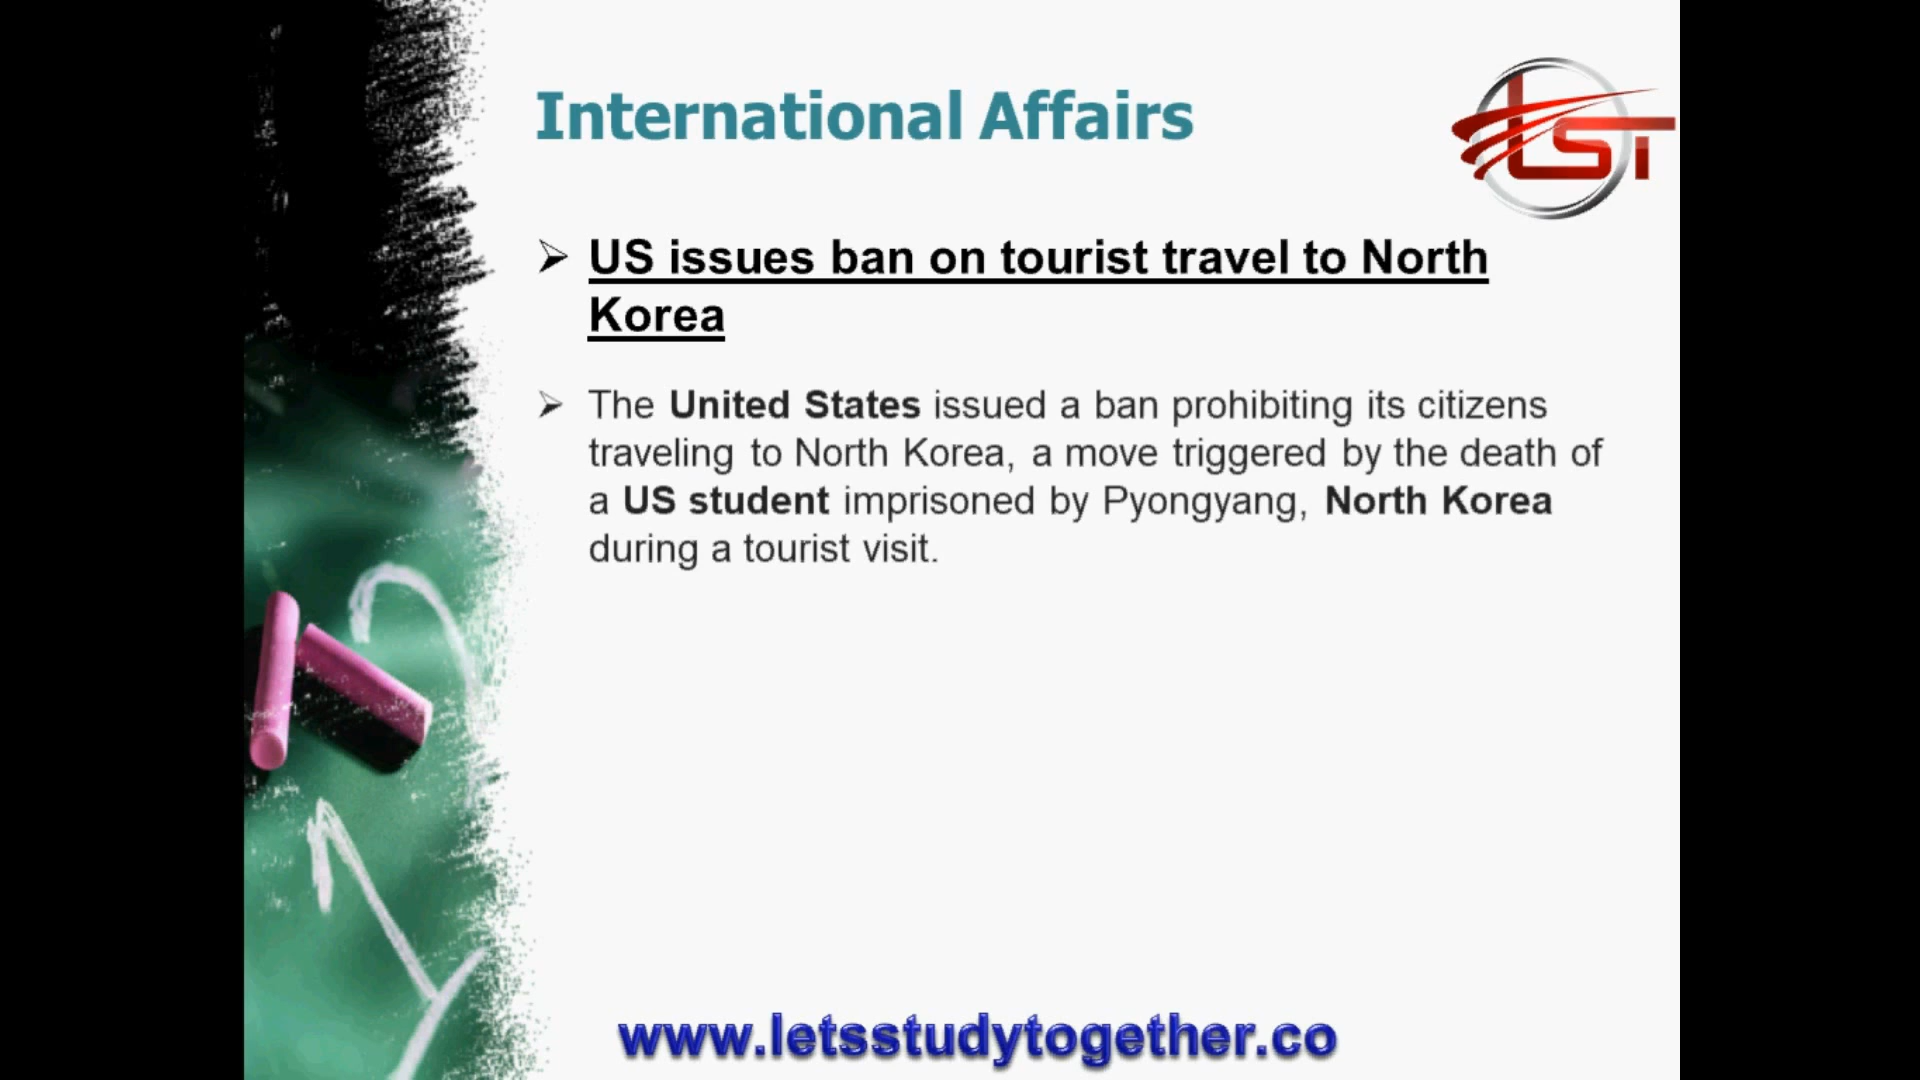 International Affairs
LST
➢ US issues ban on tourist travel to North
Korea
➢ The United States issued a ban prohibiting its citizens
traveling to North Korea, a move triggered by the death of
a US student imprisoned by Pyongyang, North Korea
during a tourist visit.
www.letsstudytogether.co